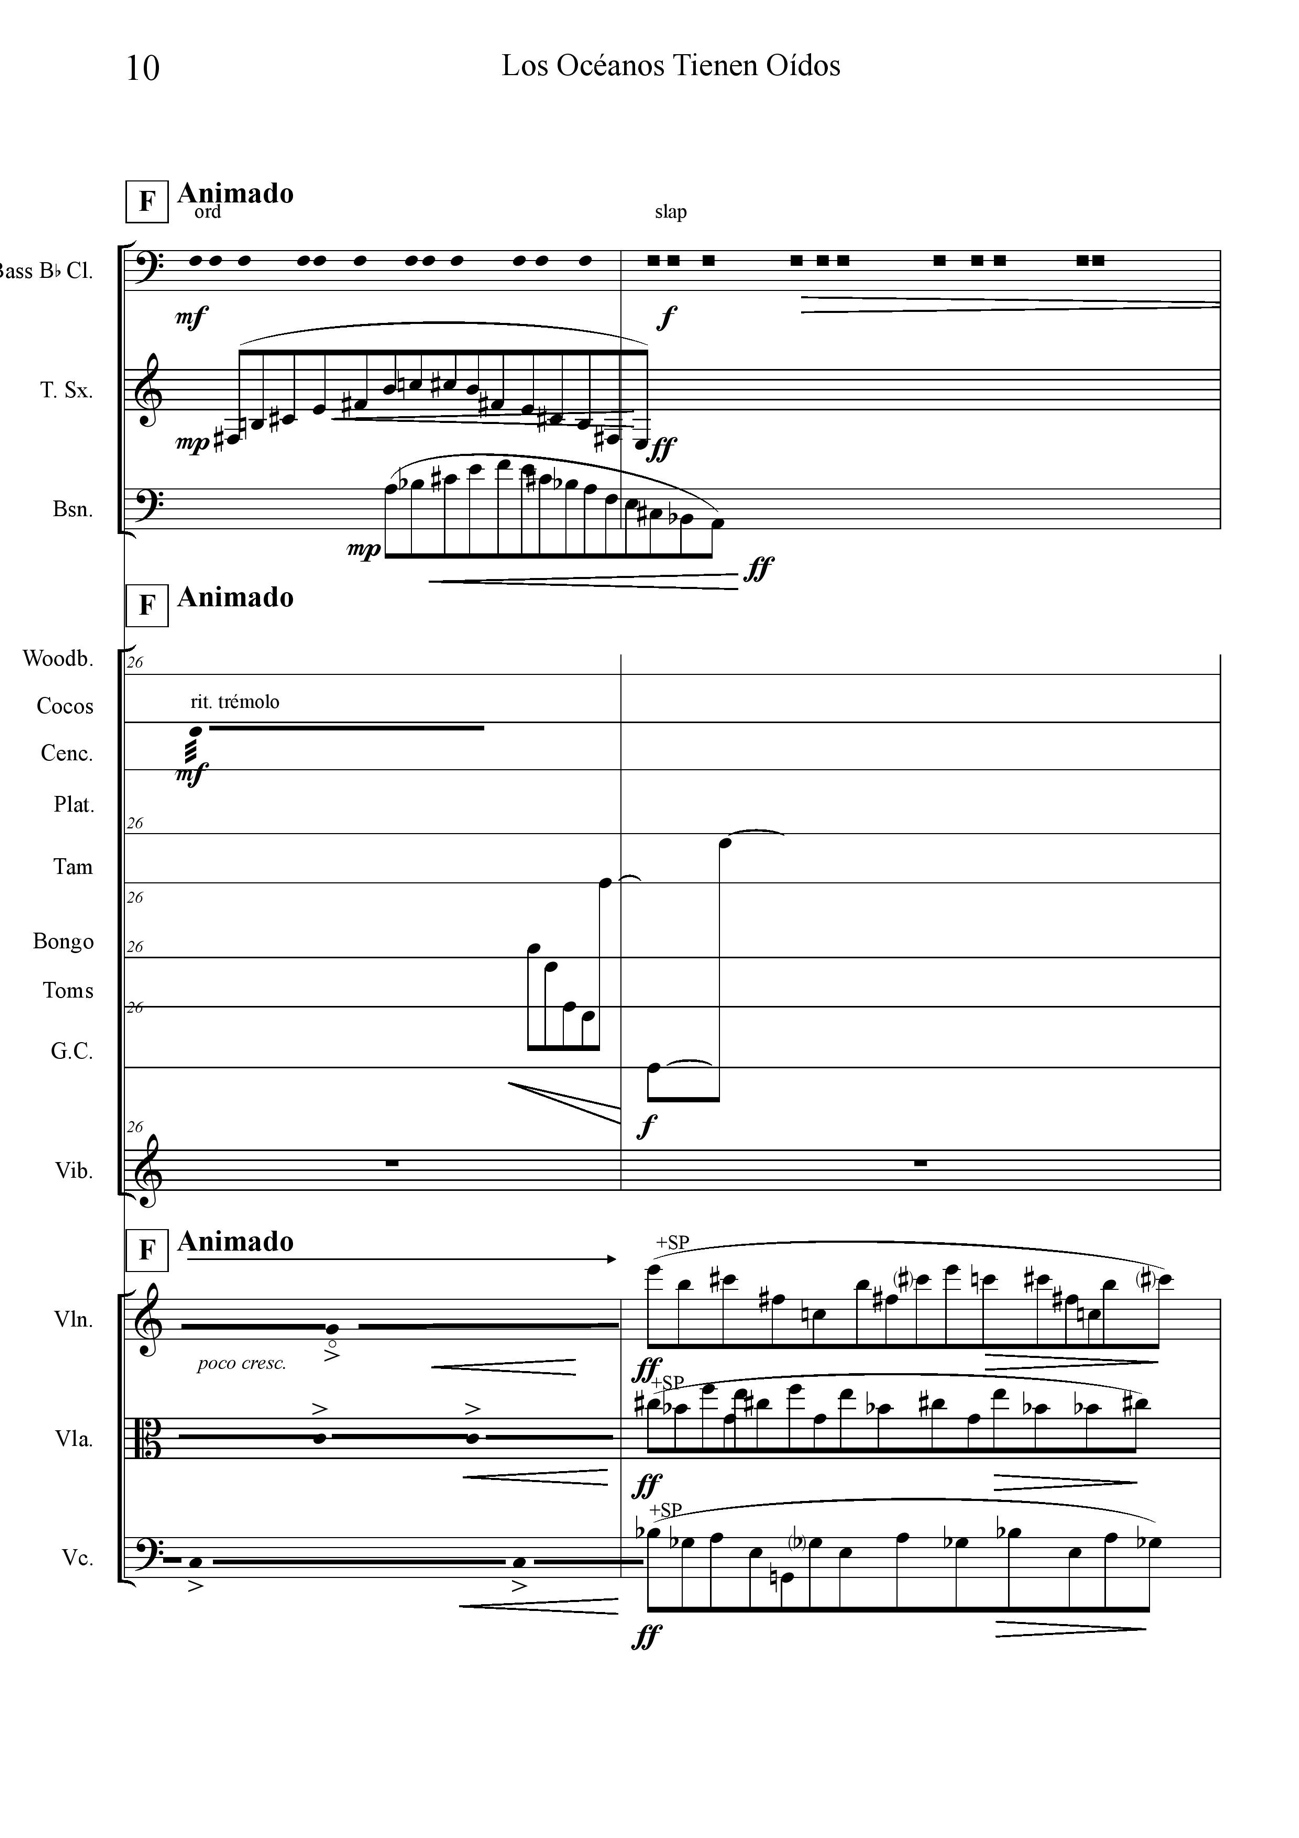 10
Los Océanos Tienen Oídos
F Animado
ord
slap
Bass B♭ Cl.
mf
f
T. Sx.
mp
ff
Bsn.
mp
ff
F Animado
Woodb.
26
rit. trémolo
Cocos
Cenc.
mf
Plat.
26
Tam
26
Bongo
26
Toms
26
G.C.
f
26
Vib.
F Animado
+SP
Vln.
poco cresc.
ff
+SP
Vla.
ff
+SP
Vc.
ff